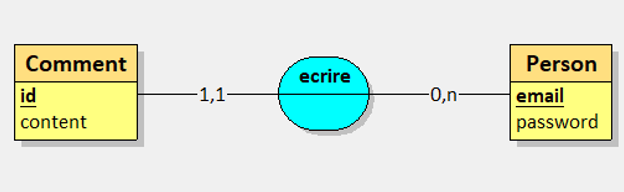 Comment
id
content
1,1
ecrire
0,n
Person
email
password